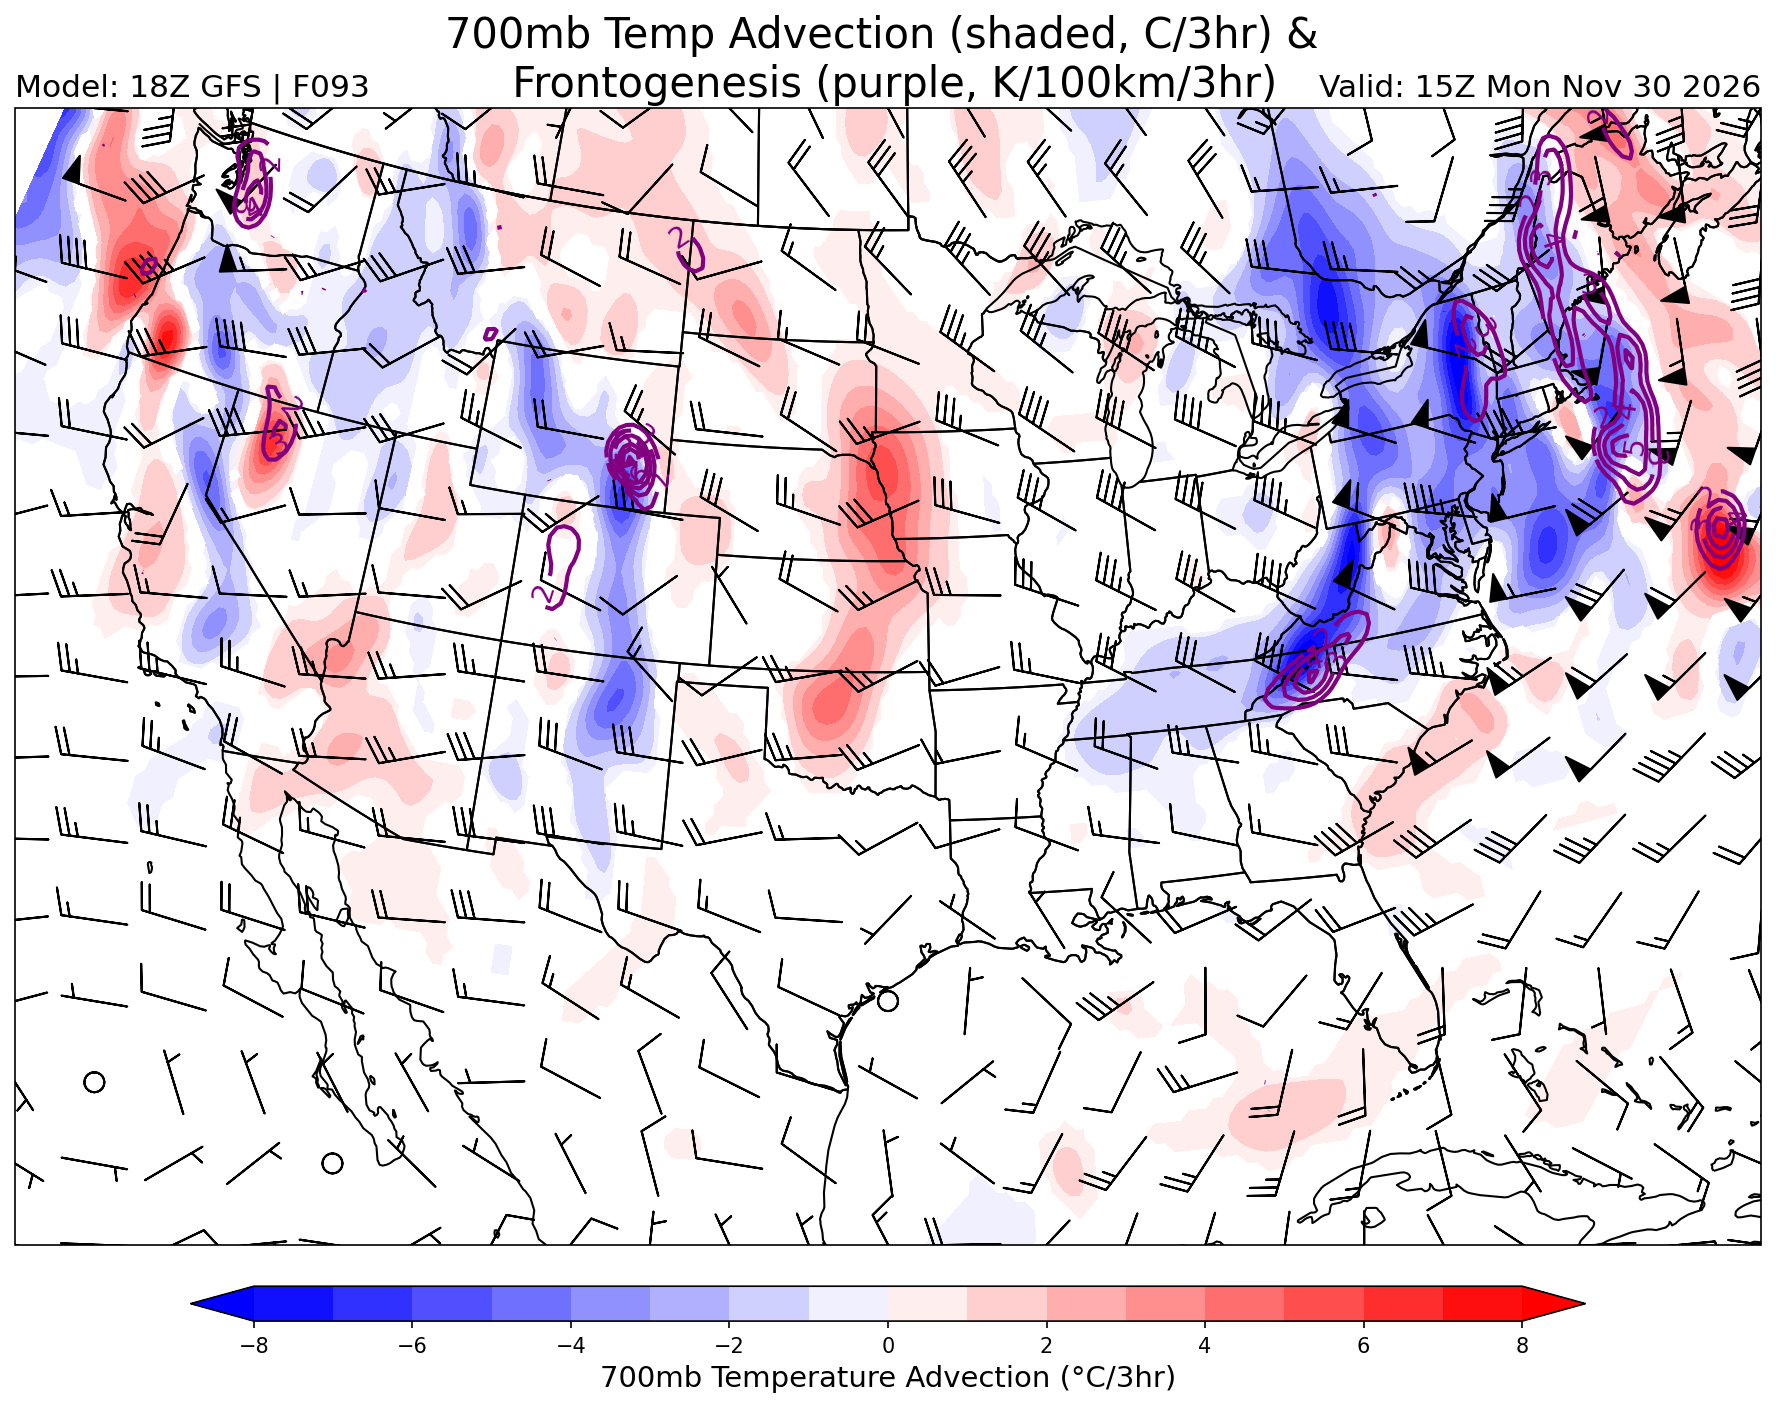 700mb Temp Advection (shaded, C/3hr) &
Model: 18Z GFS | F093 Frontogenesis (purple, K/100km/3hr) Valid: 15Z Mon Nov 30 2026
−8 −6 −4 −2 0 2 4 6 8
700mb Temperature Advection (°C/3hr)